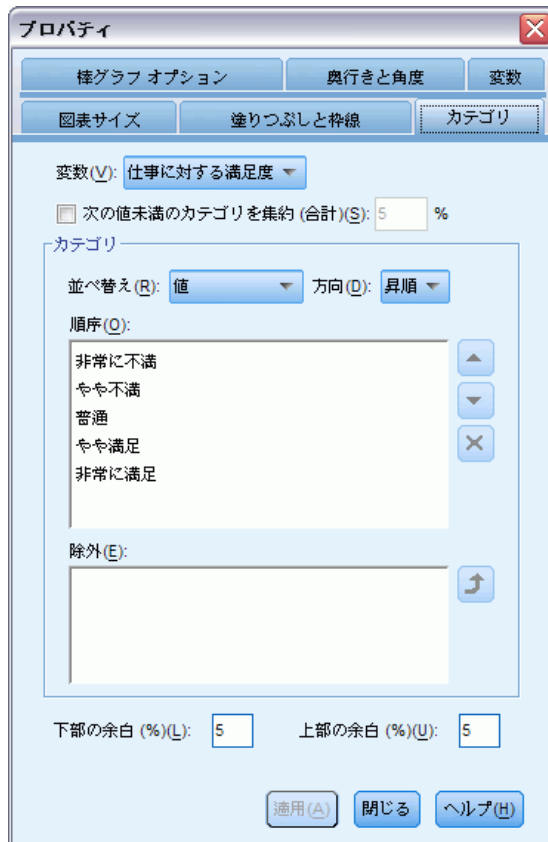 プロパティ
棒グラフ オプション 奥行きと角度 変数
図表サイズ 塗りつぶしと枠線 カテゴリ
変数(V): 仕事に対する満足度
次の値未満のカテゴリを集約 (合計)(S): 5 %
カテゴリ
並べ替え(R): 値 方向(D): 昇順
順序(O):
非常に不満
やや不満
普通
やや満足
非常に満足
除外(E):
下部の余白 (%)(L): 5 上部の余白 (%)(U): 5
適用(A) 閉じる ヘルプ(H)